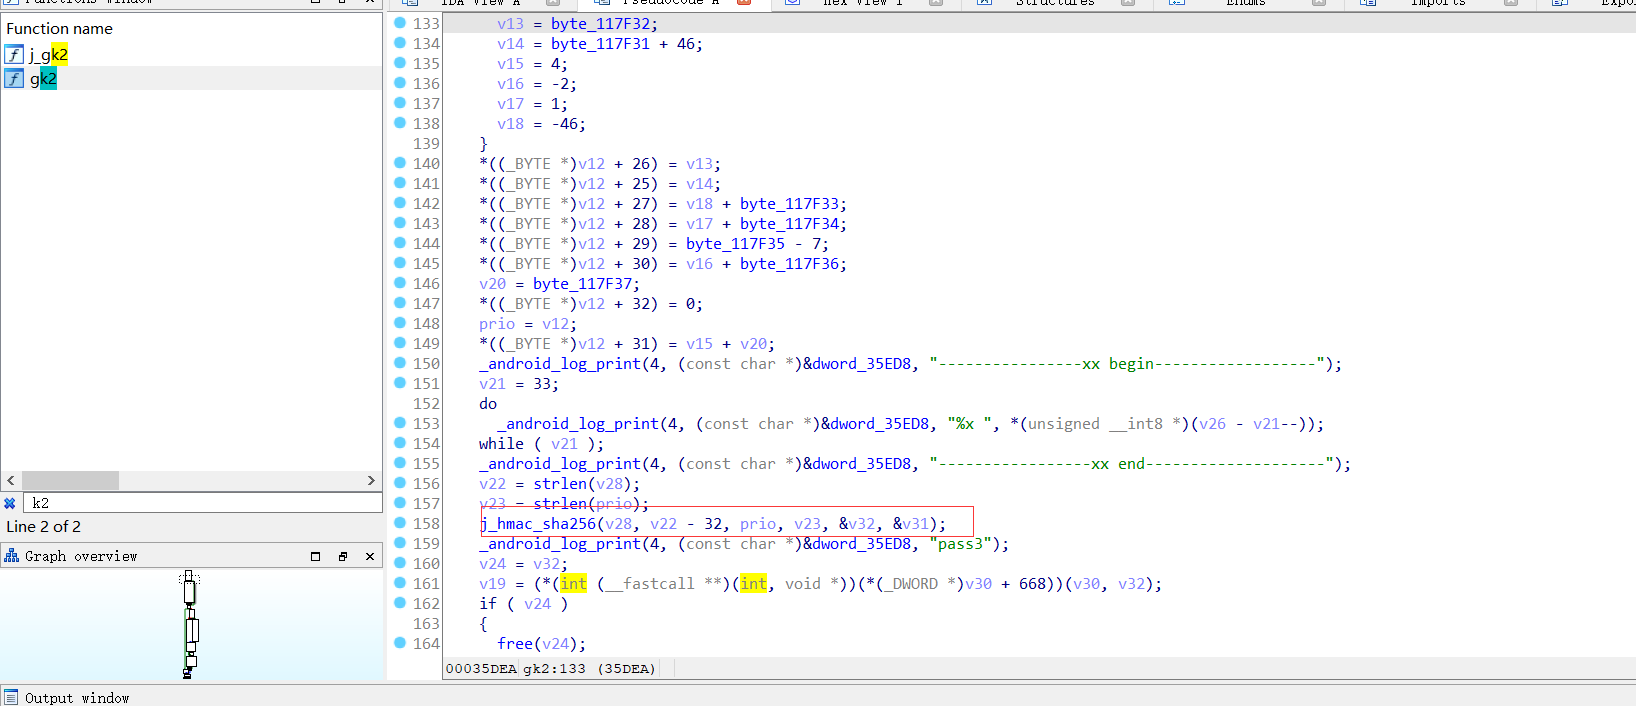 Functions window
IDA View A
Pseudocode A
Hex View 1
Structures
Enums
Imports
Function name
f j_gk2
f gk2
133 v13 = byte_117F32;
134 v14 = byte_117F31 + 46;
135 v15 = 4;
136 v16 = -2;
137 v17 = 1;
138 v18 = -46;
139 }
140 *((_BYTE *)v12 + 26) = v13;
141 *((_BYTE *)v12 + 25) = v14;
142 *((_BYTE *)v12 + 27) = v18 + byte_117F33;
143 *((_BYTE *)v12 + 28) = v17 + byte_117F34;
144 *((_BYTE *)v12 + 29) = byte_117F35 - 7;
145 *((_BYTE *)v12 + 30) = v16 + byte_117F36;
146 v20 = byte_117F37;
147 *((_BYTE *)v12 + 32) = 0;
148 prio = v12;
149 *((_BYTE *)v12 + 31) = v15 + v20;
150 _android_log_print(4, (const char *)&dword_35ED8, "----------------xx begin------------------");
151 v21 = 33;
152 do
153 _android_log_print(4, (const char *)&dword_35ED8, "%x ", *(unsigned __int8 *)(v26 - v21--));
154 while ( v21 );
155 _android_log_print(4, (const char *)&dword_35ED8, "-----------------xx end--------------------");
156 v22 = strlen(v28);
157 v23 = strlen(prio);
158 j_hmac_sha256(v28, v22 - 32, prio, v23, &v32, &v31);
159 _android_log_print(4, (const char *)&dword_35ED8, "pass3");
160 v24 = v32;
161 v19 = (*(int (__fastcall **)(int, void *))(*(_DWORD *)v30 + 668))(v30, v32);
162 if ( v24 )
163 {
164 free(v24);
k2
Line 2 of 2
Graph overview
00035DEA gk2:133 (35DEA)
Output window